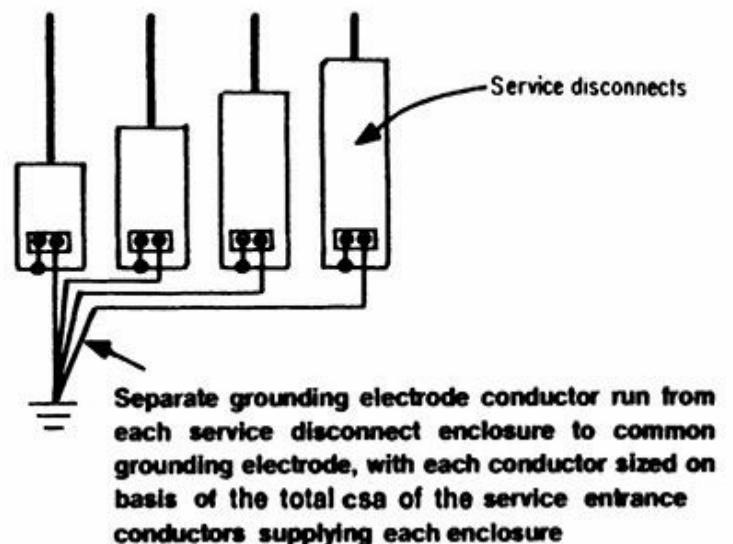 Service disconnects
Separate grounding electrode conductor run from
each service disconnect enclosure to common
grounding electrode, with each conductor sized on
basis of the total csa of the service entrance
conductors supplying each enclosure